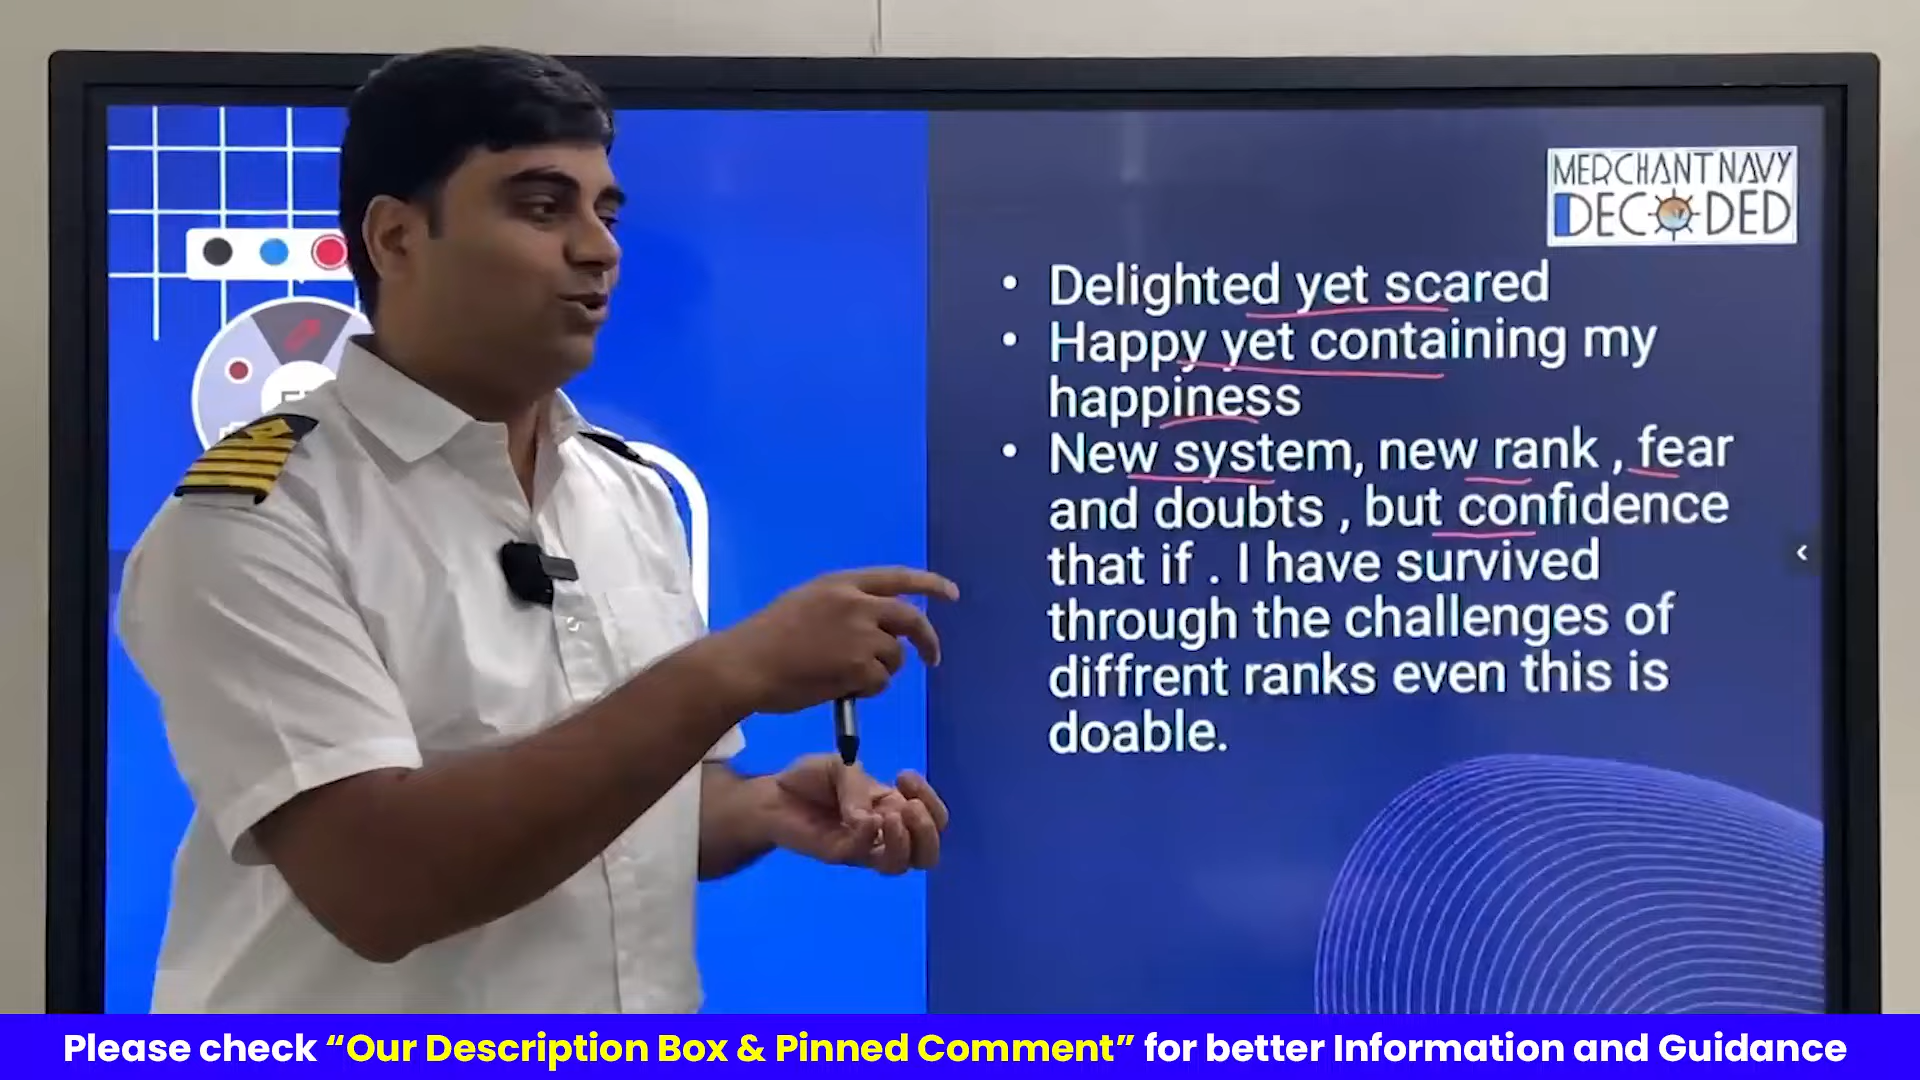 MERCHANT NAVY
DECODED
• Delighted yet scared
• Happy yet containing my
happiness
• New system, new rank , fear
and doubts , but confidence
that if . I have survived
through the challenges of
diffrent ranks even this is
doable.
Please check “Our Description Box & Pinned Comment” for better Information and Guidance